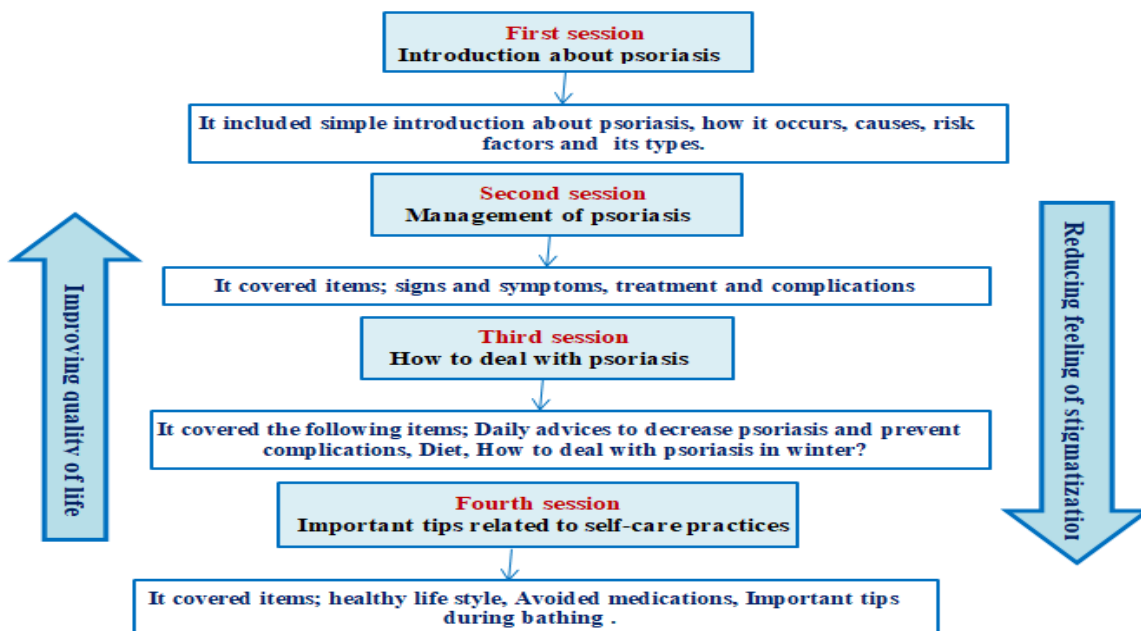 First session
Introduction about psoriasis
It included simple introduction about psoriasis, how it occurs, causes, risk
factors and its types.
Second session
Management of psoriasis
It covered items; signs and symptoms, treatment and complications
Third session
How to deal with psoriasis
It covered the following items; Daily advices to decrease psoriasis and prevent
complications, Diet, How to deal with psoriasis in winter?
Fourth session
Important tips related to self-care practices
It covered items; healthy life style, Avoided medications, Important tips
during bathing .
Improving quality of life
Reducing feeling of stigmatization